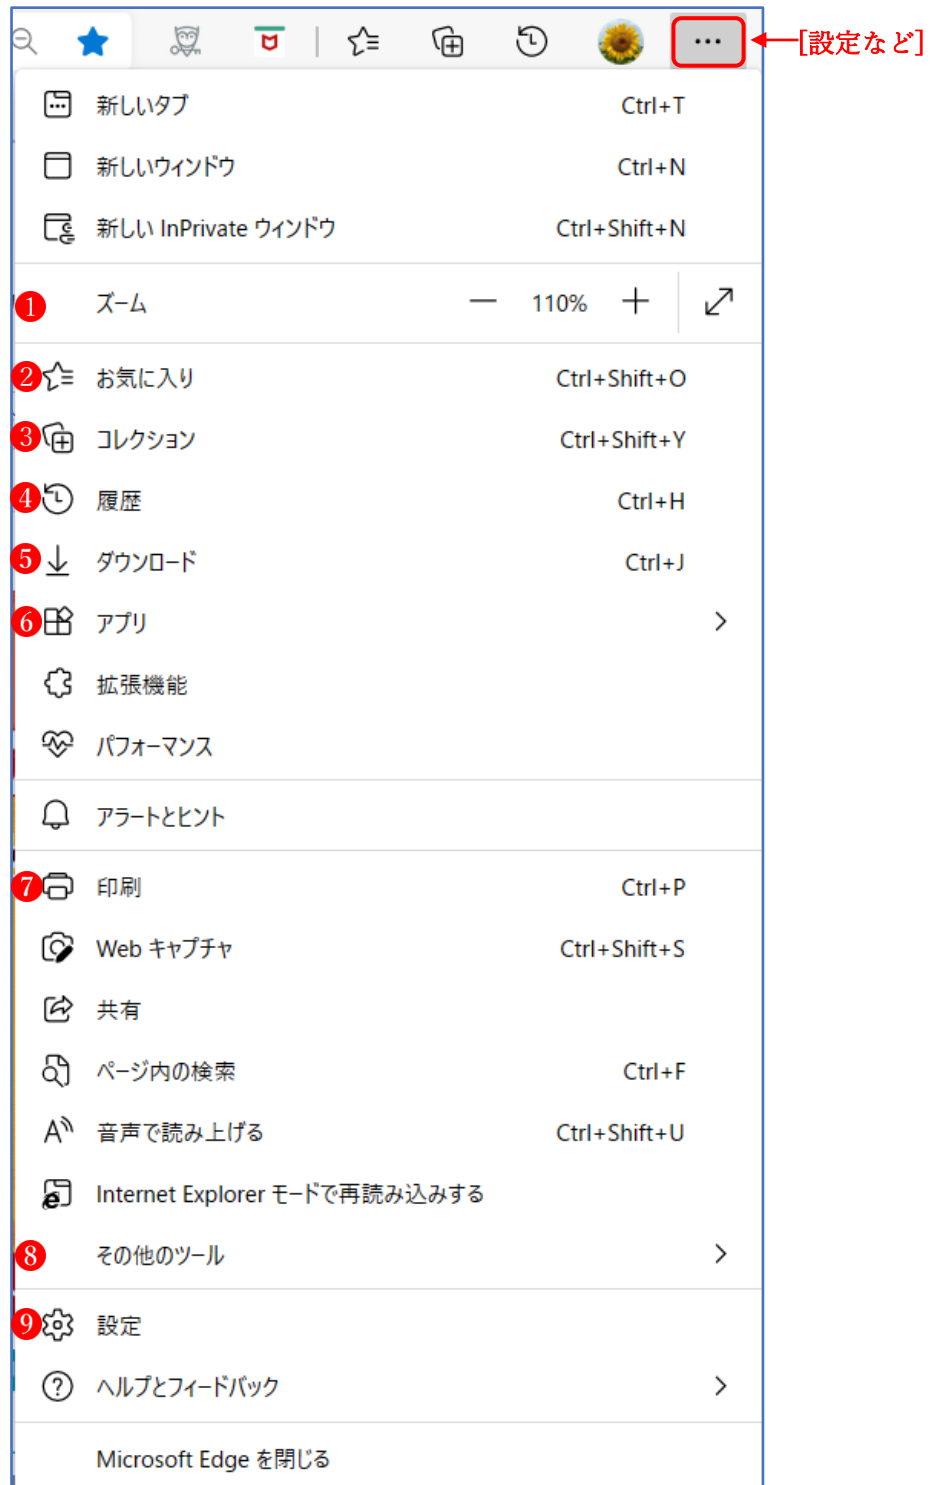 [設定など]
新しいタブ Ctrl+T
新しいウィンドウ Ctrl+N
新しい InPrivate ウィンドウ Ctrl+Shift+N
1 ズーム — 110% +
2 お気に入り Ctrl+Shift+O
3 コレクション Ctrl+Shift+Y
4 履歴 Ctrl+H
5 ダウンロード Ctrl+J
6 アプリ
拡張機能
パフォーマンス
アラートとヒント
7 印刷 Ctrl+P
Web キャプチャ Ctrl+Shift+S
共有
ページ内の検索 Ctrl+F
音声で読み上げる Ctrl+Shift+U
Internet Explorer モードで再読み込みする
8 その他のツール
9 設定
ヘルプとフィードバック
Microsoft Edge を閉じる